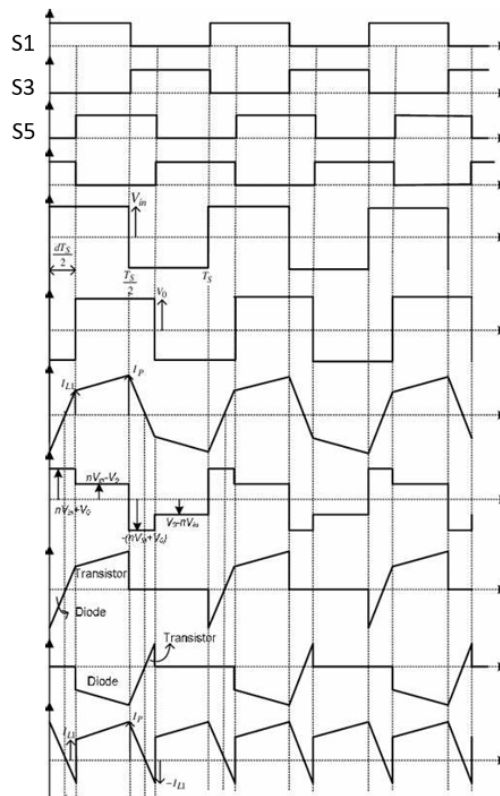 S1
S3
S5
V_in
dT_S/2
T_S/2
T_S
V_0
I_L1
I_P
nV_in-V_0
nV_in+V_0
V_0-nV_in
-(nV_in+V_0)
Transistor
Diode
Transistor
Diode
I_L1
I_P
-I_L1